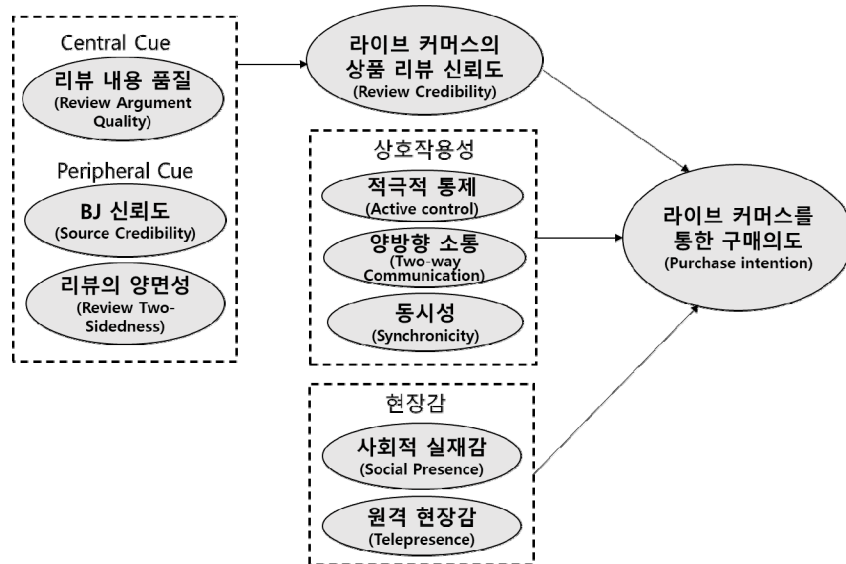 Central Cue
리뷰 내용 품질
(Review Argument
Quality)
Peripheral Cue
BJ 신뢰도
(Source Credibility)
리뷰의 양면성
(Review Two-
Sidedness)
라이브 커머스의
상품 리뷰 신뢰도
(Review Credibility)
상호작용성
적극적 통제
(Active control)
양방향 소통
(Two-way
Communication)
동시성
(Synchronicity)
현장감
사회적 실재감
(Social Presence)
원격 현장감
(Telepresence)
라이브 커머스를
통한 구매의도
(Purchase intention)